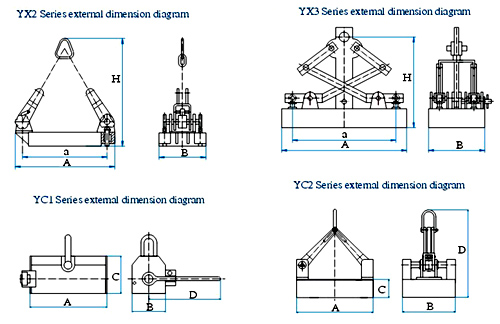 YX2 Series external dimension diagram
YX3 Series external dimension diagram
H
a
A
B
H
a
A
B
YC1 Series external dimension diagram
YC2 Series external dimension diagram
C
A
B
D
C
A
B
D